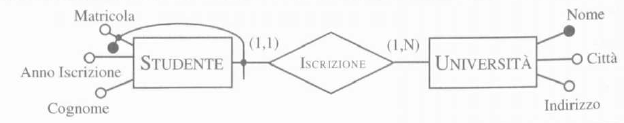 Matricola
Nome
(1,1)
(1,N)
STUDENTE
ISCRIZIONE
UNIVERSITÀ
Città
Anno Iscrizione
Cognome
Indirizzo